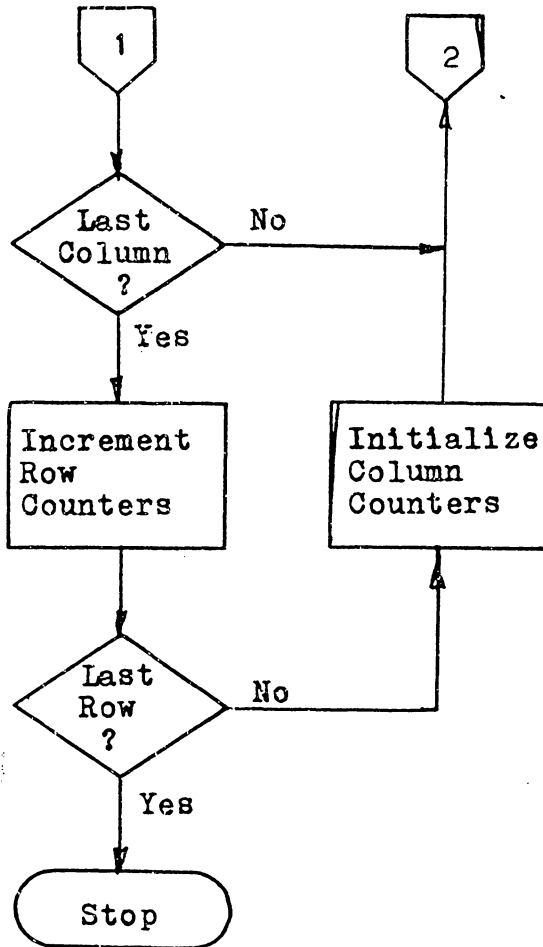 1
2
Last
Column
?
No
Yes
Increment
Row
Counters
Initialize
Column
Counters
Last
Row
?
No
Yes
Stop